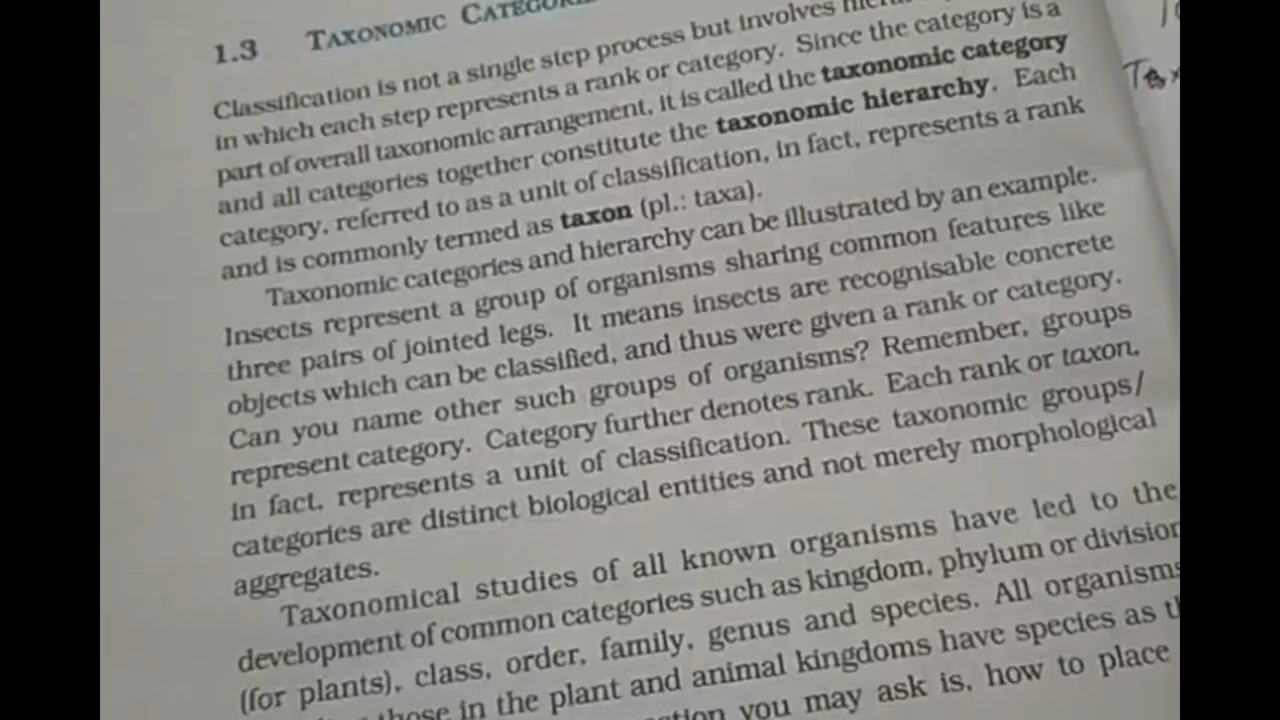 1.3 TAXONOMIC
Classification is not a single step process but involves
in which each step represents a rank or category. Since the category is a
part of overall taxonomic arrangement, it is called the taxonomic category
and all categories together constitute the taxonomic hierarchy. Each
category, referred to as a unit of classification, in fact, represents a rank
and is commonly termed as taxon (pl.: taxa).
Taxonomic categories and hierarchy can be illustrated by an example.
Insects represent a group of organisms sharing common features like
three pairs of jointed legs. It means insects are recognisable concrete
objects which can be classified, and thus were given a rank or category.
Can you name other such groups of organisms? Remember, groups
represent category. Category further denotes rank. Each rank or taxon,
in fact, represents a unit of classification. These taxonomic groups/
categories are distinct biological entities and not merely morphological
aggregates.
Taxonomical studies of all known organisms have led to the
development of common categories such as kingdom, phylum or division
(for plants), class, order, family, genus and species. All organisms
those in the plant and animal kingdoms have species as
you may ask is, how to place